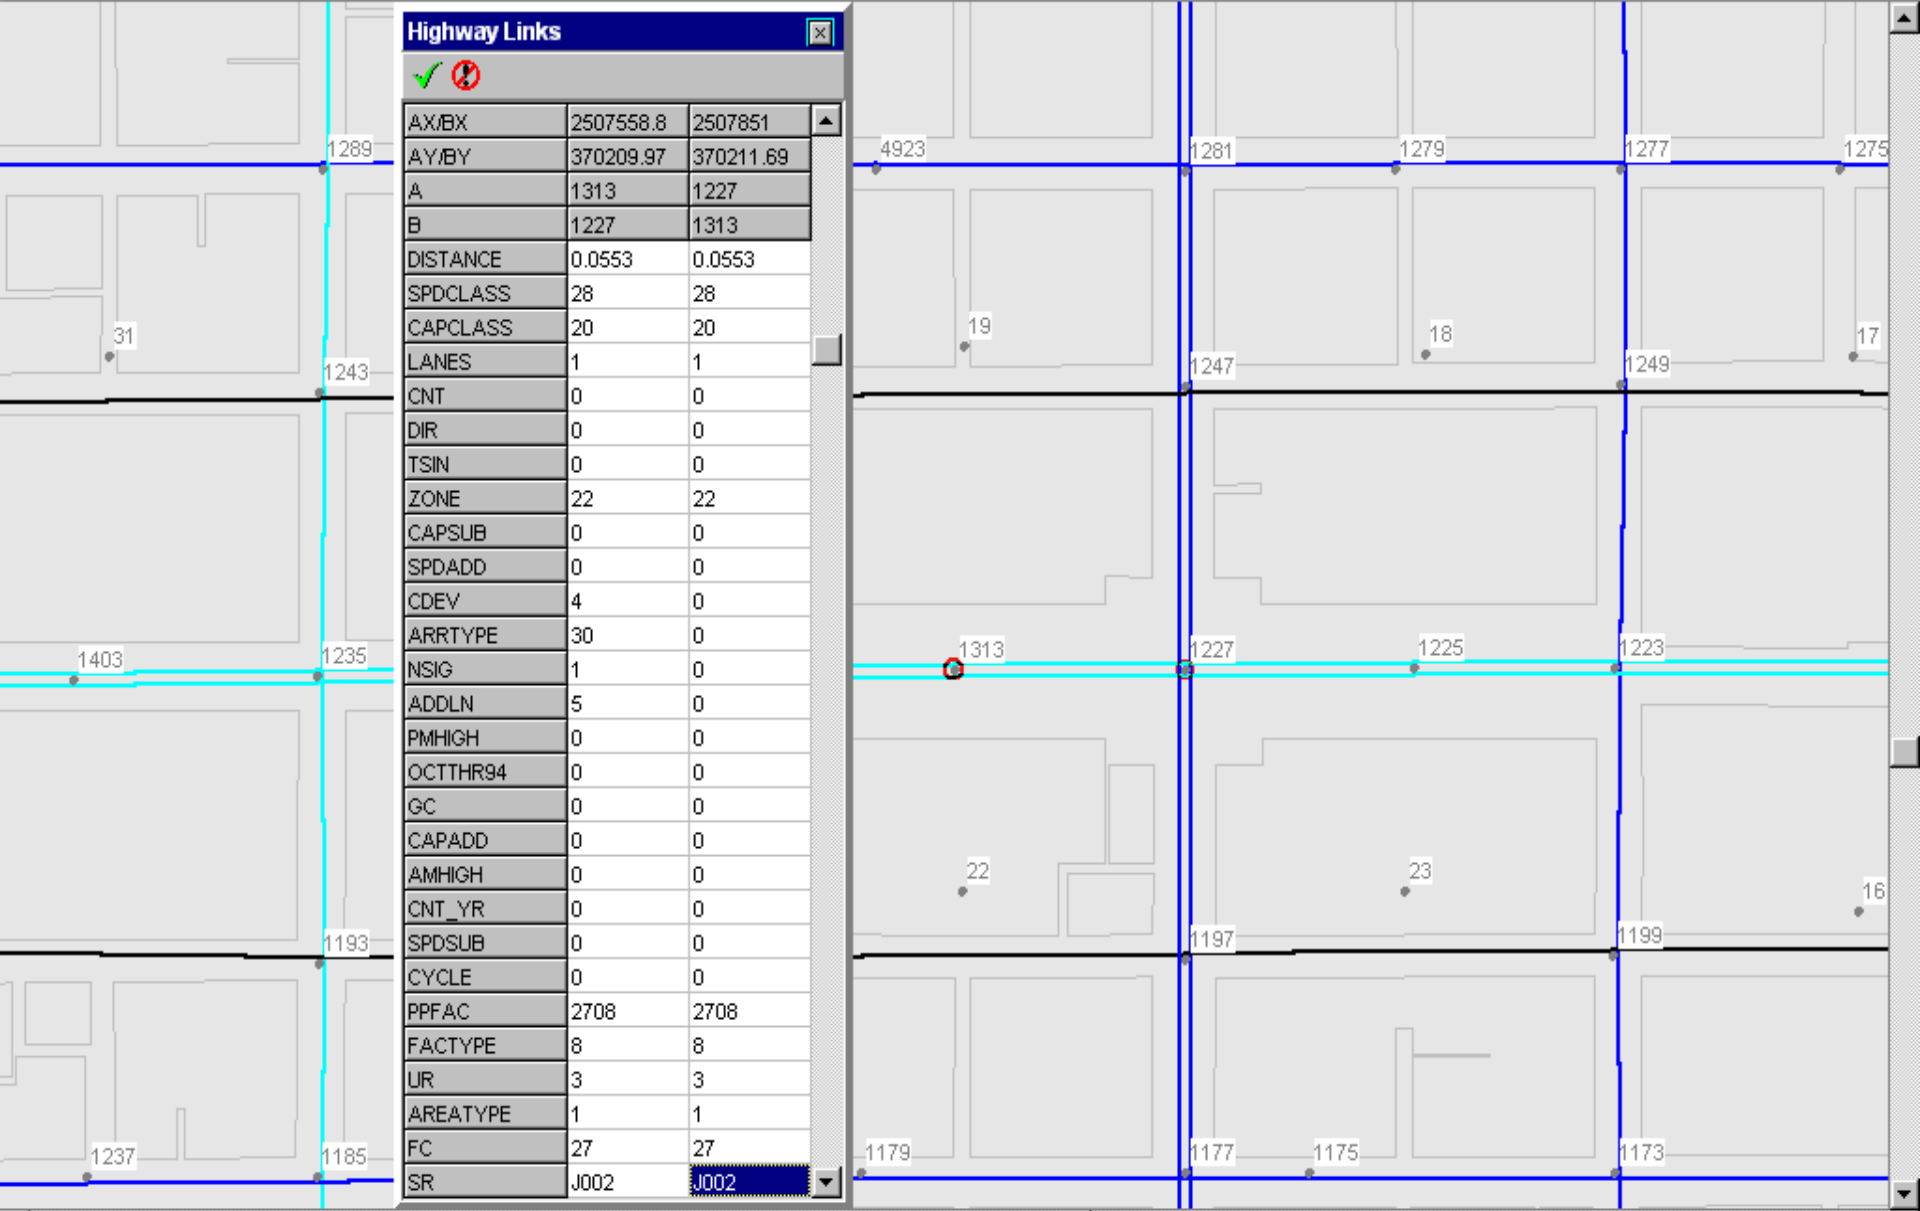 Highway Links
AX/BX 2507558.8 2507851
AY/BY 370209.97 370211.69
A 1313 1227
B 1227 1313
DISTANCE 0.0553 0.0553
SPDCLASS 28 28
CAPCLASS 20 20
LANES 1 1
CNT 0 0
DIR 0 0
TSIN 0 0
ZONE 22 22
CAPSUB 0 0
SPDADD 0 0
CDEV 4 0
ARRTYPE 30 0
NSIG 1 0
ADDLN 5 0
PMHIGH 0 0
OCTTHR94 0 0
GC 0 0
CAPADD 0 0
AMHIGH 0 0
CNT_YR 0 0
SPDSUB 0 0
CYCLE 0 0
PPFAC 2708 2708
FACTYPE 8 8
UR 3 3
AREATYPE 1 1
FC 27 27
SR J002 J002
1289
4923
1281
1279
1277
1275
31
19
18
17
1243
1247
1249
1403
1235
1313
1227
1225
1223
22
23
16
1193
1197
1199
1237
1185
1179
1177
1175
1173